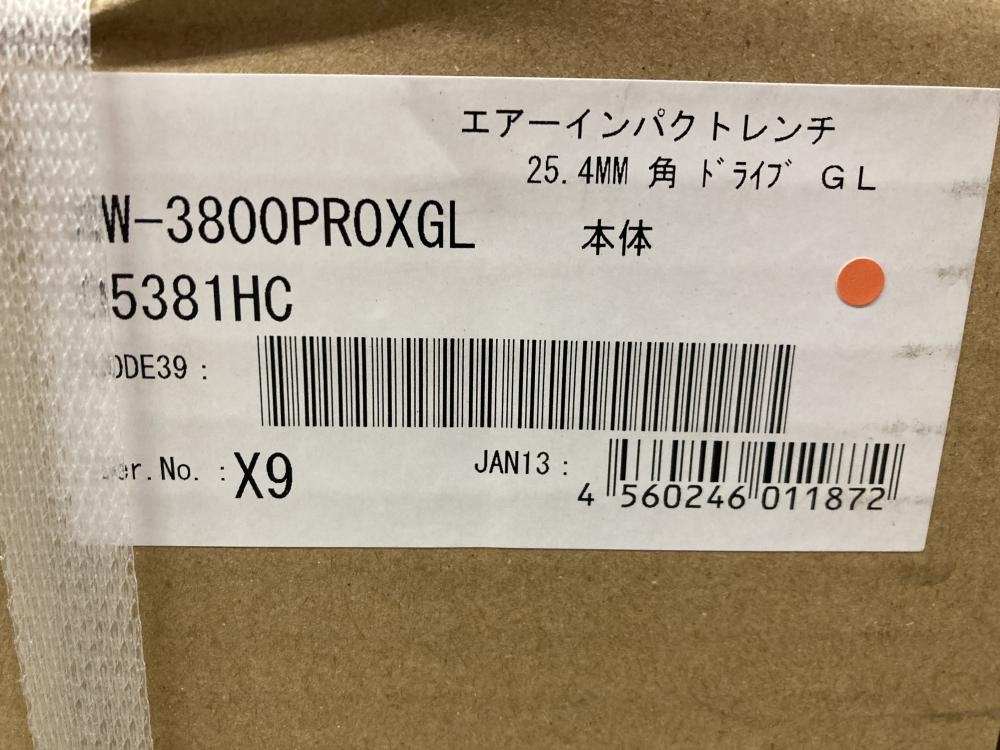 エアーインパクトレンチ
25.4MM 角 ﾄﾞﾗｲﾌﾞ GL
W-3800PROXGL 本体
5381HC
ODE39 :
er.No. : X9
JAN13 :
4 560246 011872